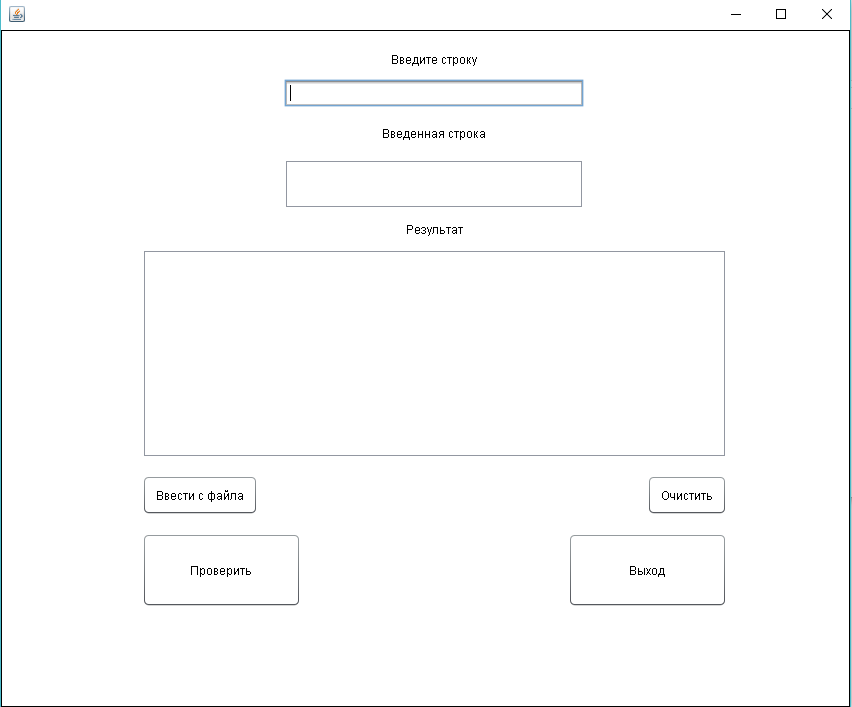 Введите строку
Введенная строка
Результат
Ввести с файла
Очистить
Проверить
Выход